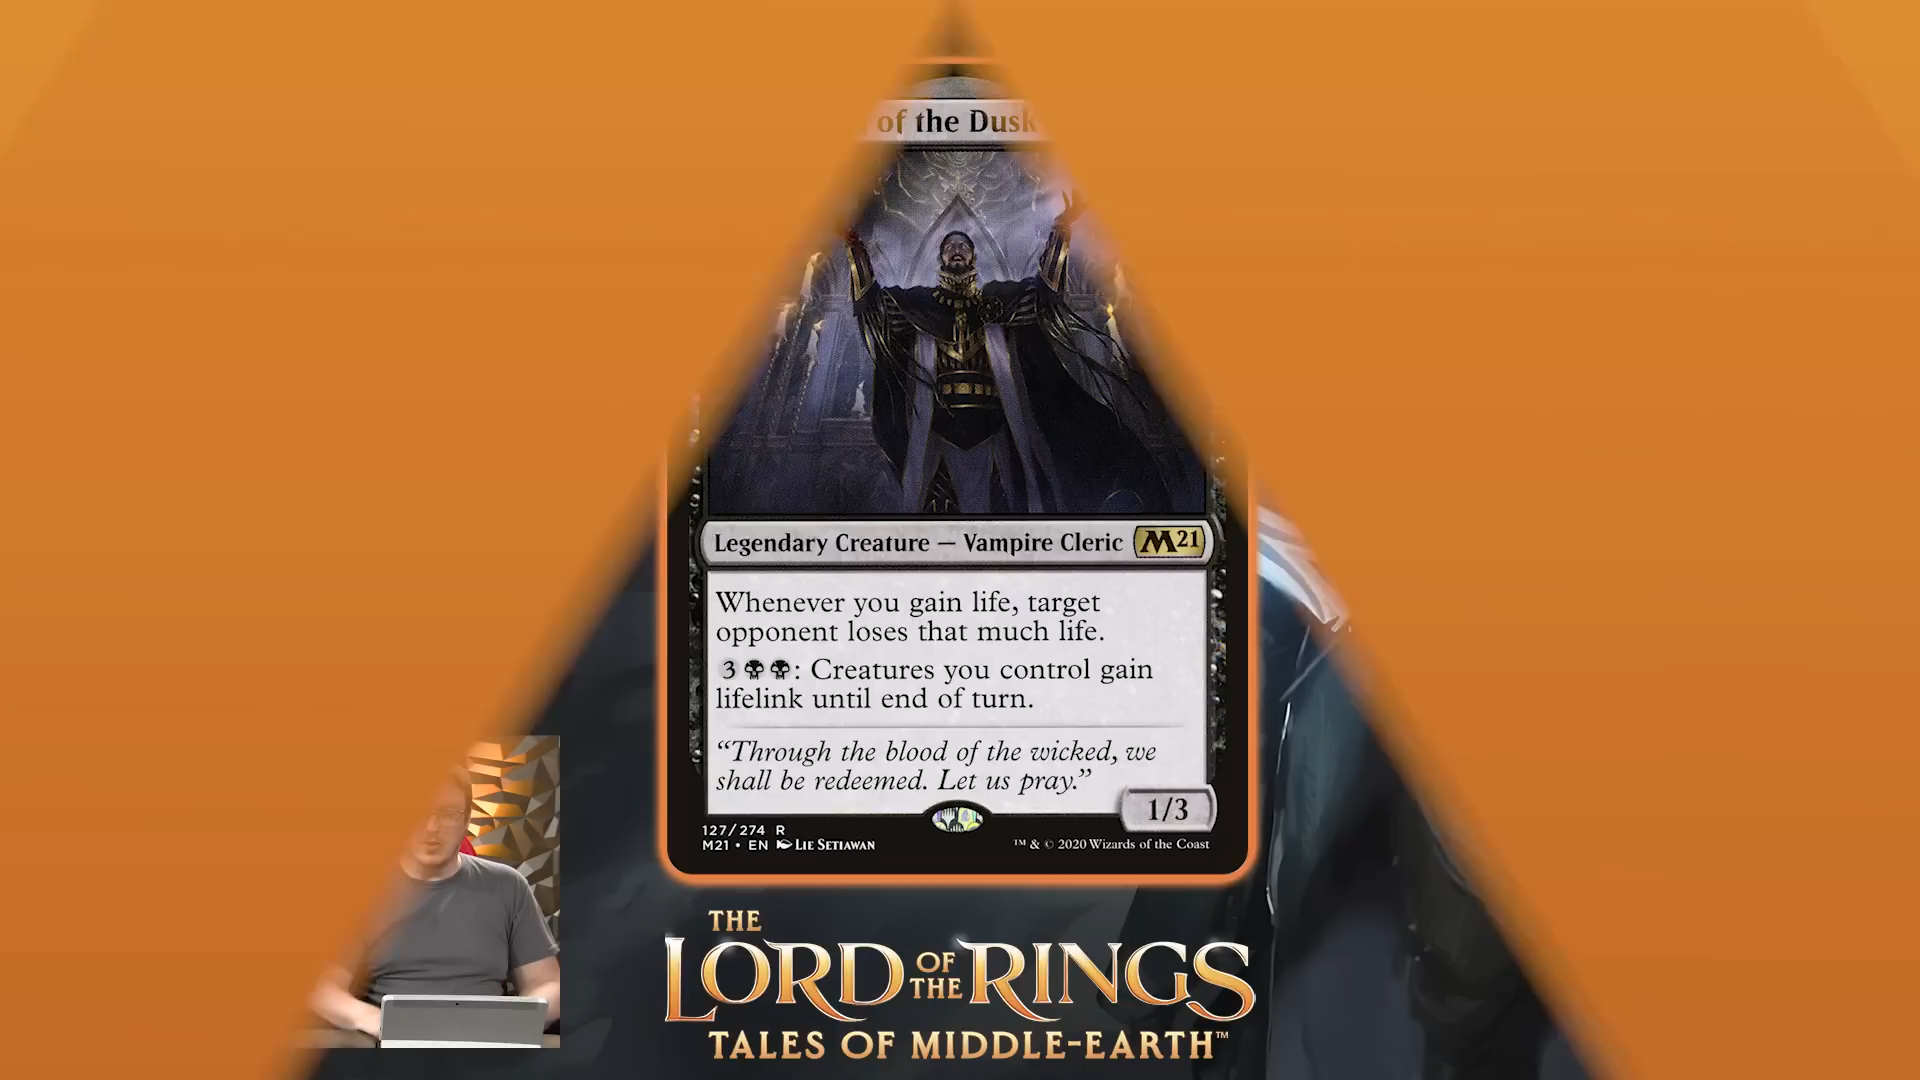 of the Dusk
Legendary Creature — Vampire Cleric M21
Whenever you gain life, target
opponent loses that much life.
3: Creatures you control gain
lifelink until end of turn.
“Through the blood of the wicked, we
shall be redeemed. Let us pray.”
1/3
127/274 R
M21 • EN Lie Setiawan
™ & © 2020 Wizards of the Coast
THE
LORD OF THE RINGS
TALES OF MIDDLE-EARTH™